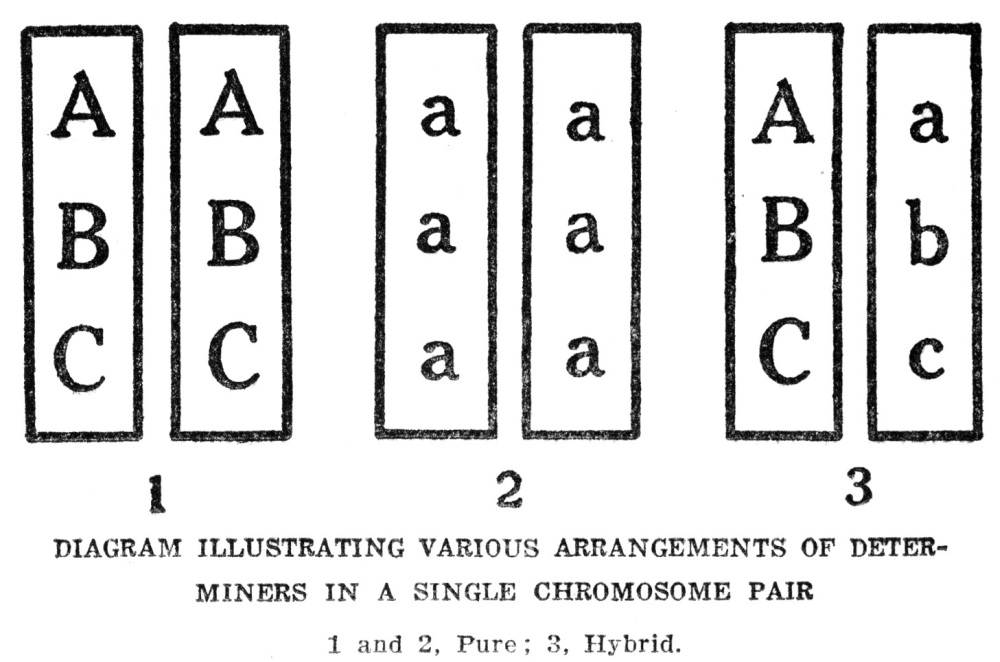 A A a a A a
B B a a B b
C C a a C c
1 2 3
DIAGRAM ILLUSTRATING VARIOUS ARRANGEMENTS OF DETER-
MINERS IN A SINGLE CHROMOSOME PAIR
1 and 2, Pure; 3, Hybrid.